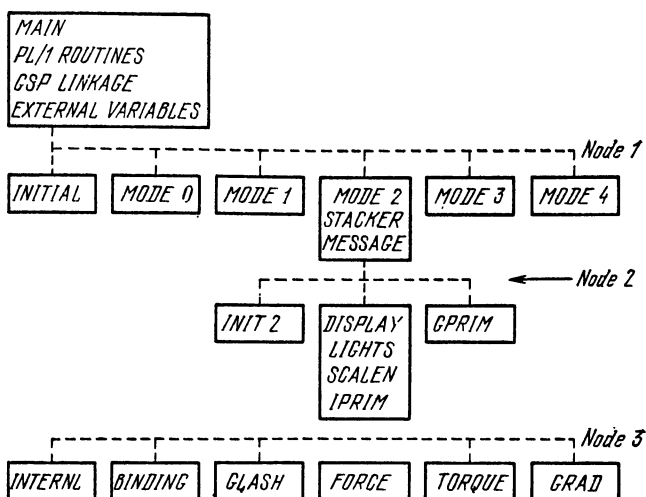 MAIN
PL/1 ROUTINES
GSP LINKAGE
EXTERNAL VARIABLES
Node 1
INITIAL MODE 0 MODE 1 MODE 2 MODE 3 MODE 4
STACKER
MESSAGE
Node 2
INIT 2 DISPLAY GPRIM
LIGHTS
SCALEN
IPRIM
Node 3
INTERNL BINDING GLASH FORCE TORQUE GRAD